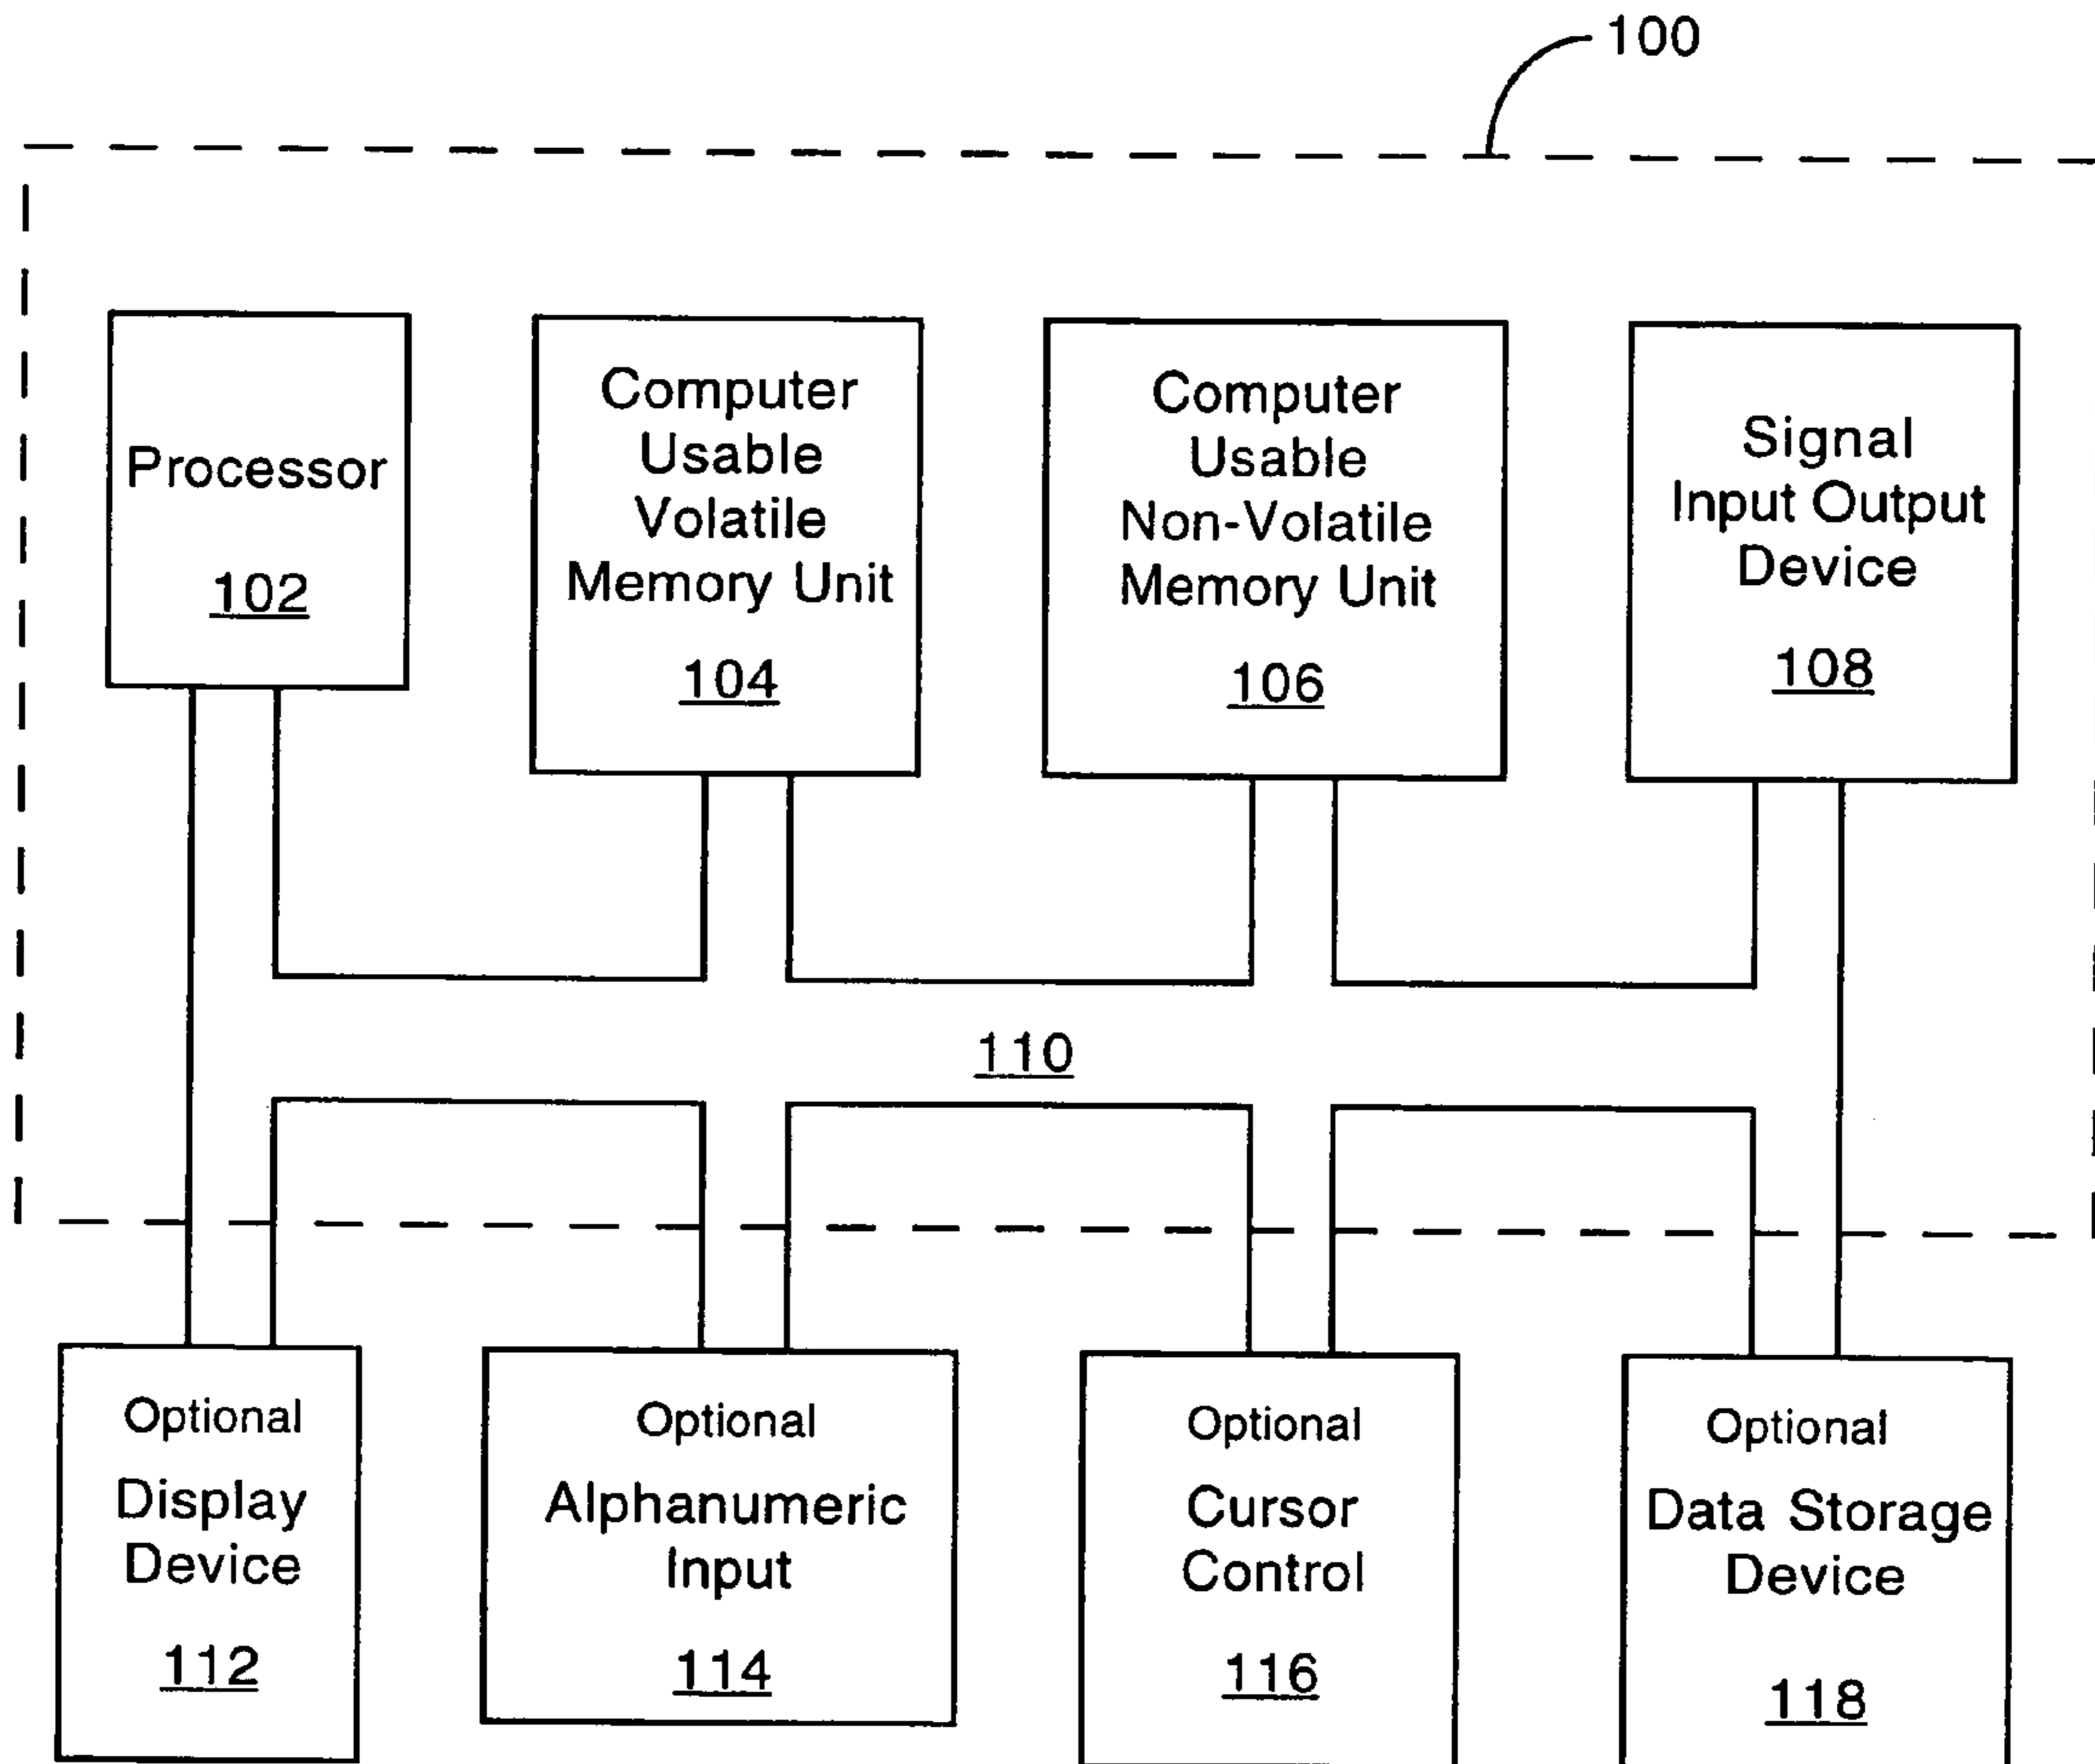 100
Processor
102
Computer
Usable
Volatile
Memory Unit
104
Computer
Usable
Non-Volatile
Memory Unit
106
Signal
Input Output
Device
108
110
Optional
Display
Device
112
Optional
Alphanumeric
Input
114
Optional
Cursor
Control
116
Optional
Data Storage
Device
118